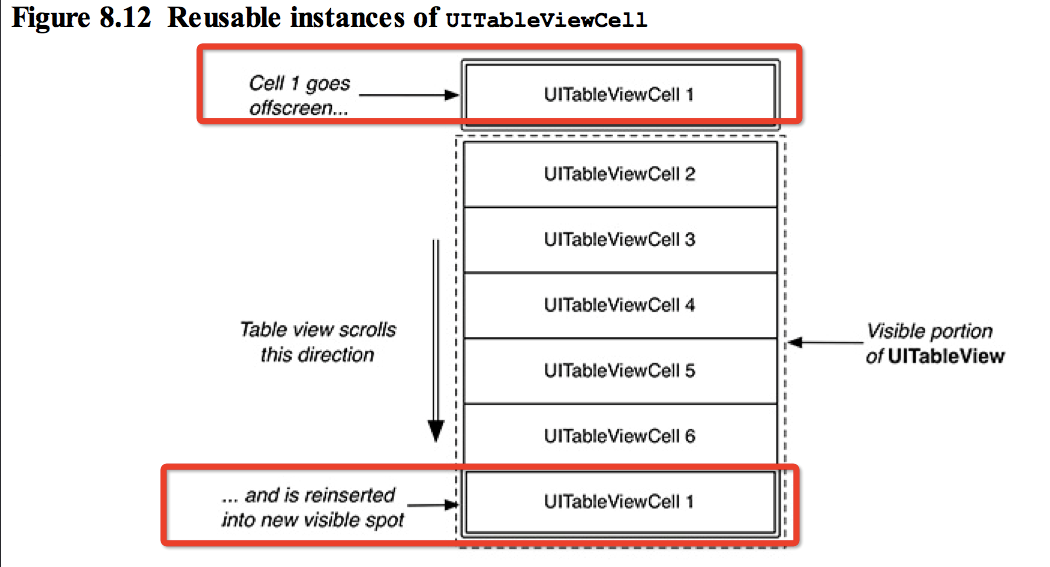 Figure 8.12 Reusable instances of UITableViewCell
Cell 1 goes
offscreen...
UITableViewCell 1
UITableViewCell 2
UITableViewCell 3
UITableViewCell 4
UITableViewCell 5
UITableViewCell 6
UITableViewCell 1
Table view scrolls
this direction
Visible portion
of UITableView
... and is reinserted
into new visible spot